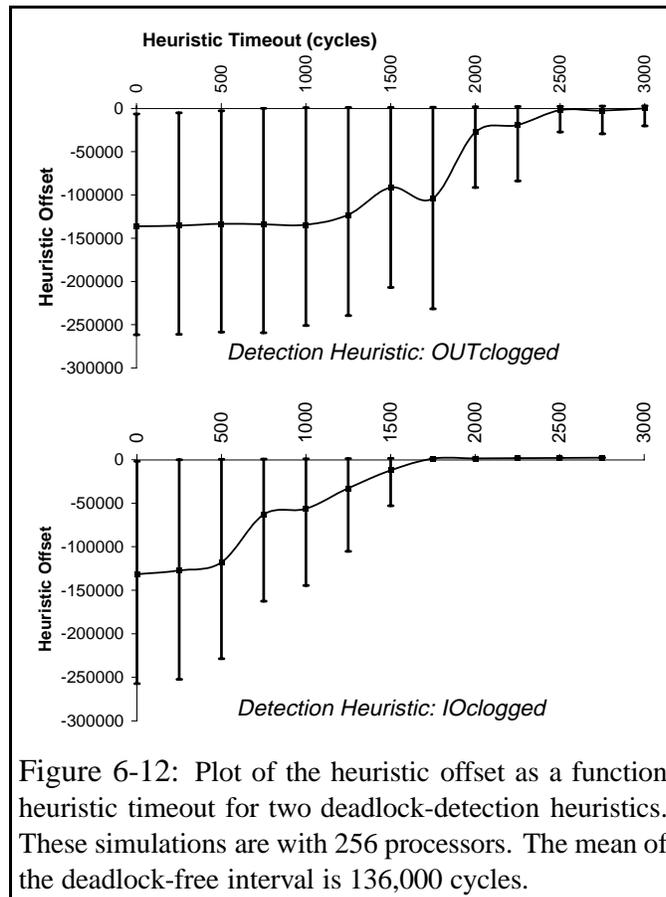 Heuristic Timeout (cycles)
0 500 1000 1500 2000 2500 3000
0
-50000
-100000
-150000
-200000
-250000
-300000
Heuristic Offset
Detection Heuristic: OUTclogged
0 500 1000 1500 2000 2500 3000
0
-50000
-100000
-150000
-200000
-250000
-300000
Heuristic Offset
Detection Heuristic: IOclogged
Figure 6-12: Plot of the heuristic offset as a function
heuristic timeout for two deadlock-detection heuristics.
These simulations are with 256 processors. The mean of
the deadlock-free interval is 136,000 cycles.